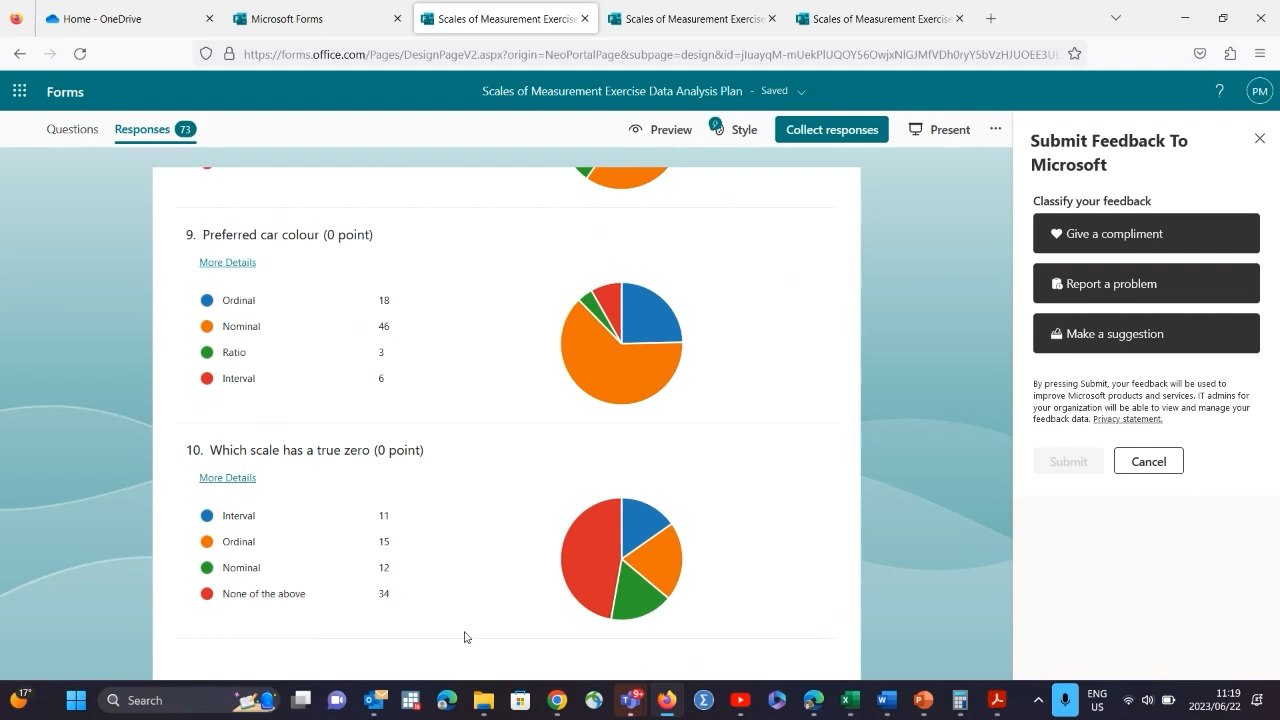 Home - OneDrive
Microsoft Forms
Scales of Measurement Exercise
Scales of Measurement Exercise
Scales of Measurement Exercise
https://forms.office.com/Pages/DesignPageV2.aspx?origin=NeoPortalPage&subpage=design&id=
Forms
Scales of Measurement Exercise Data Analysis Plan - Saved
?
PM
Questions
Responses 73
Preview
Style
Collect responses
Present
9. Preferred car colour (0 point)
More Details
Ordinal 18
Nominal 46
Ratio 3
Interval 6
10. Which scale has a true zero (0 point)
More Details
Interval 11
Ordinal 15
Nominal 12
None of the above 34
Submit Feedback To
Microsoft
Classify your feedback
Give a compliment
Report a problem
Make a suggestion
By pressing Submit, your feedback will be used to
improve Microsoft products and services. IT admins for
your organization will be able to view and manage your
feedback data. Privacy statement.
Submit
Cancel
17°
Search
9+
ENG
US
11:19
2023/06/22